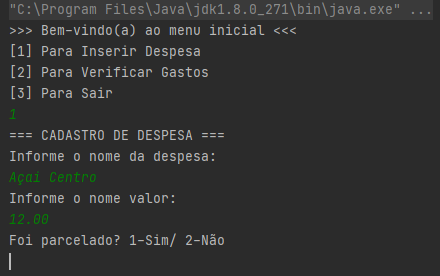 "C:\Program Files\Java\jdk1.8.0_271\bin\java.exe" ...
>>> Bem-vindo(a) ao menu inicial <<<
[1] Para Inserir Despesa
[2] Para Verificar Gastos
[3] Para Sair
1
=== CADASTRO DE DESPESA ===
Informe o nome da despesa:
Açai Centro
Informe o nome valor:
12.00
Foi parcelado? 1-Sim/ 2-Não